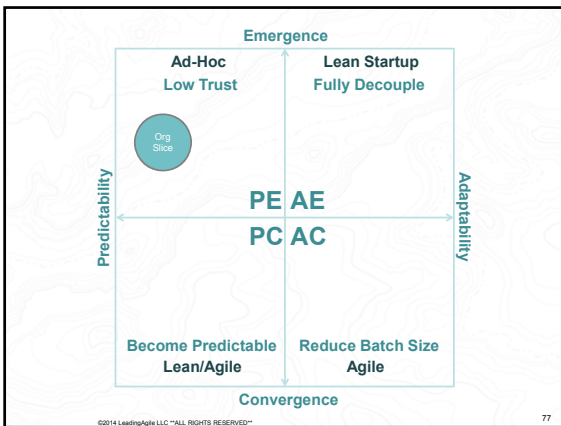 Emergence
Ad-Hoc
Low Trust
Lean Startup
Fully Decouple
Org
Slice
Predictability
Adaptability
PE AE
PC AC
Become Predictable
Lean/Agile
Reduce Batch Size
Agile
Convergence
©2014 LeadingAgile LLC **ALL RIGHTS RESERVED**
77